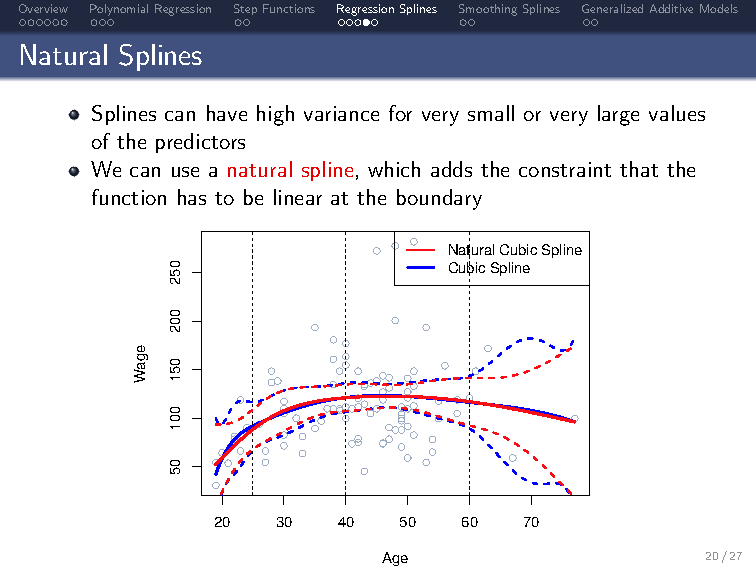 Overview Polynomial Regression Step Functions Regression Splines Smoothing Splines Generalized Additive Models
Natural Splines
Splines can have high variance for very small or very large values
of the predictors
We can use a natural spline, which adds the constraint that the
function has to be linear at the boundary
Natural Cubic Spline
Cubic Spline
250
200
150
100
50
Wage
20 30 40 50 60 70
Age
20 / 27